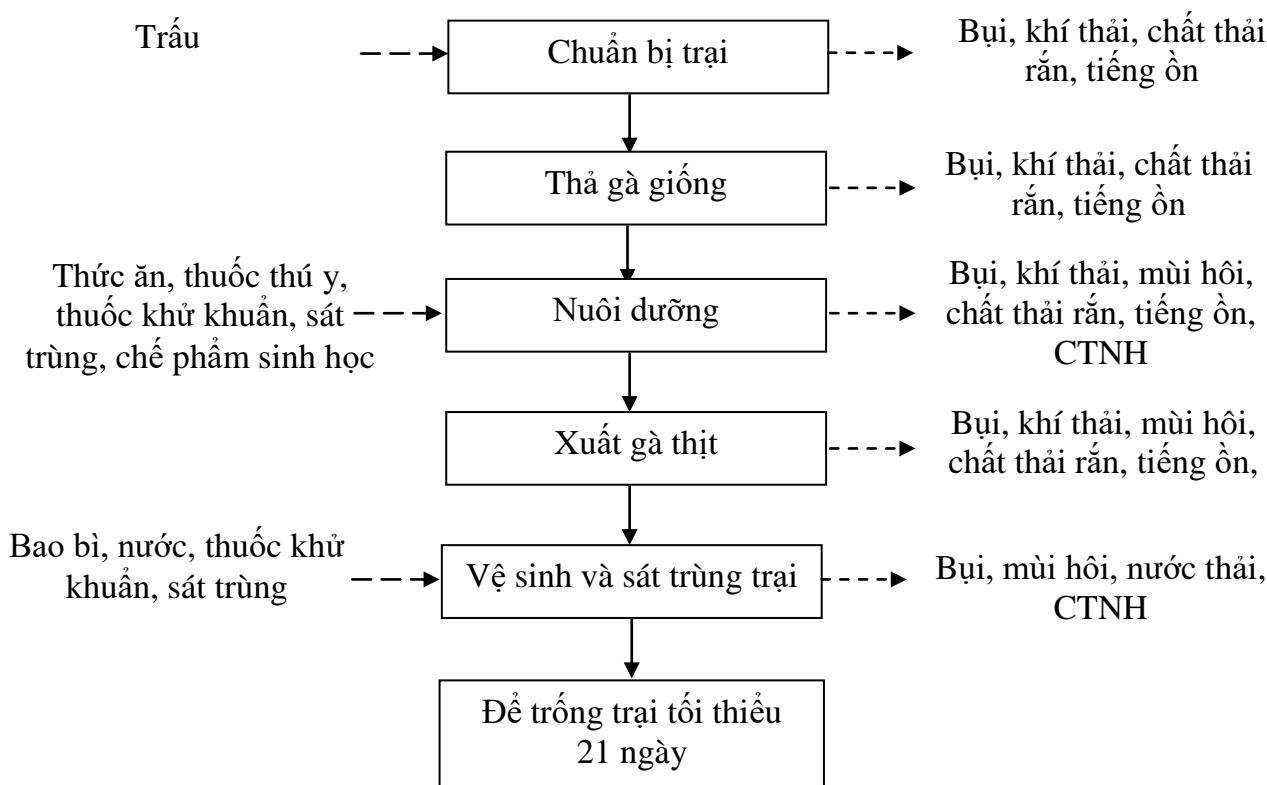 Trấu
Chuẩn bị trại
Bụi, khí thải, chất thải
rắn, tiếng ồn
Thả gà giống
Bụi, khí thải, chất thải
rắn, tiếng ồn
Thức ăn, thuốc thú y,
thuốc khử khuẩn, sát
trùng, chế phẩm sinh học
Nuôi dưỡng
Bụi, khí thải, mùi hôi,
chất thải rắn, tiếng ồn,
CTNH
Xuất gà thịt
Bụi, khí thải, mùi hôi,
chất thải rắn, tiếng ồn,
Bao bì, nước, thuốc khử
khuẩn, sát trùng
Vệ sinh và sát trùng trại
Bụi, mùi hôi, nước thải,
CTNH
Để trống trại tối thiểu
21 ngày